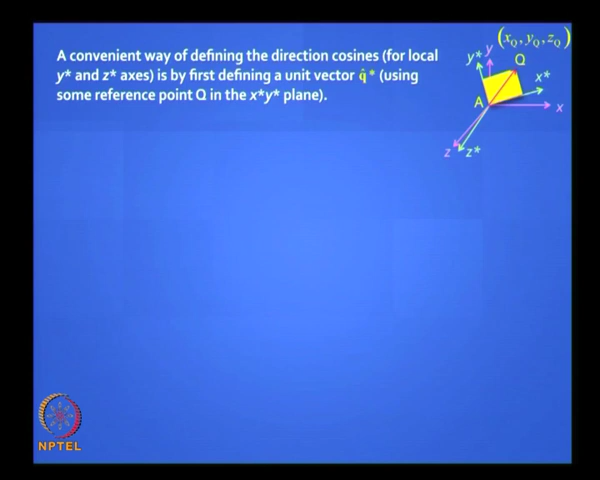 (x_Q, y_Q, z_Q)
A convenient way of defining the direction cosines (for local
y* and z* axes) is by first defining a unit vector q̂* (using
some reference point Q in the x*y* plane).
y* y Q
x*
A
x
z z*
NPTEL